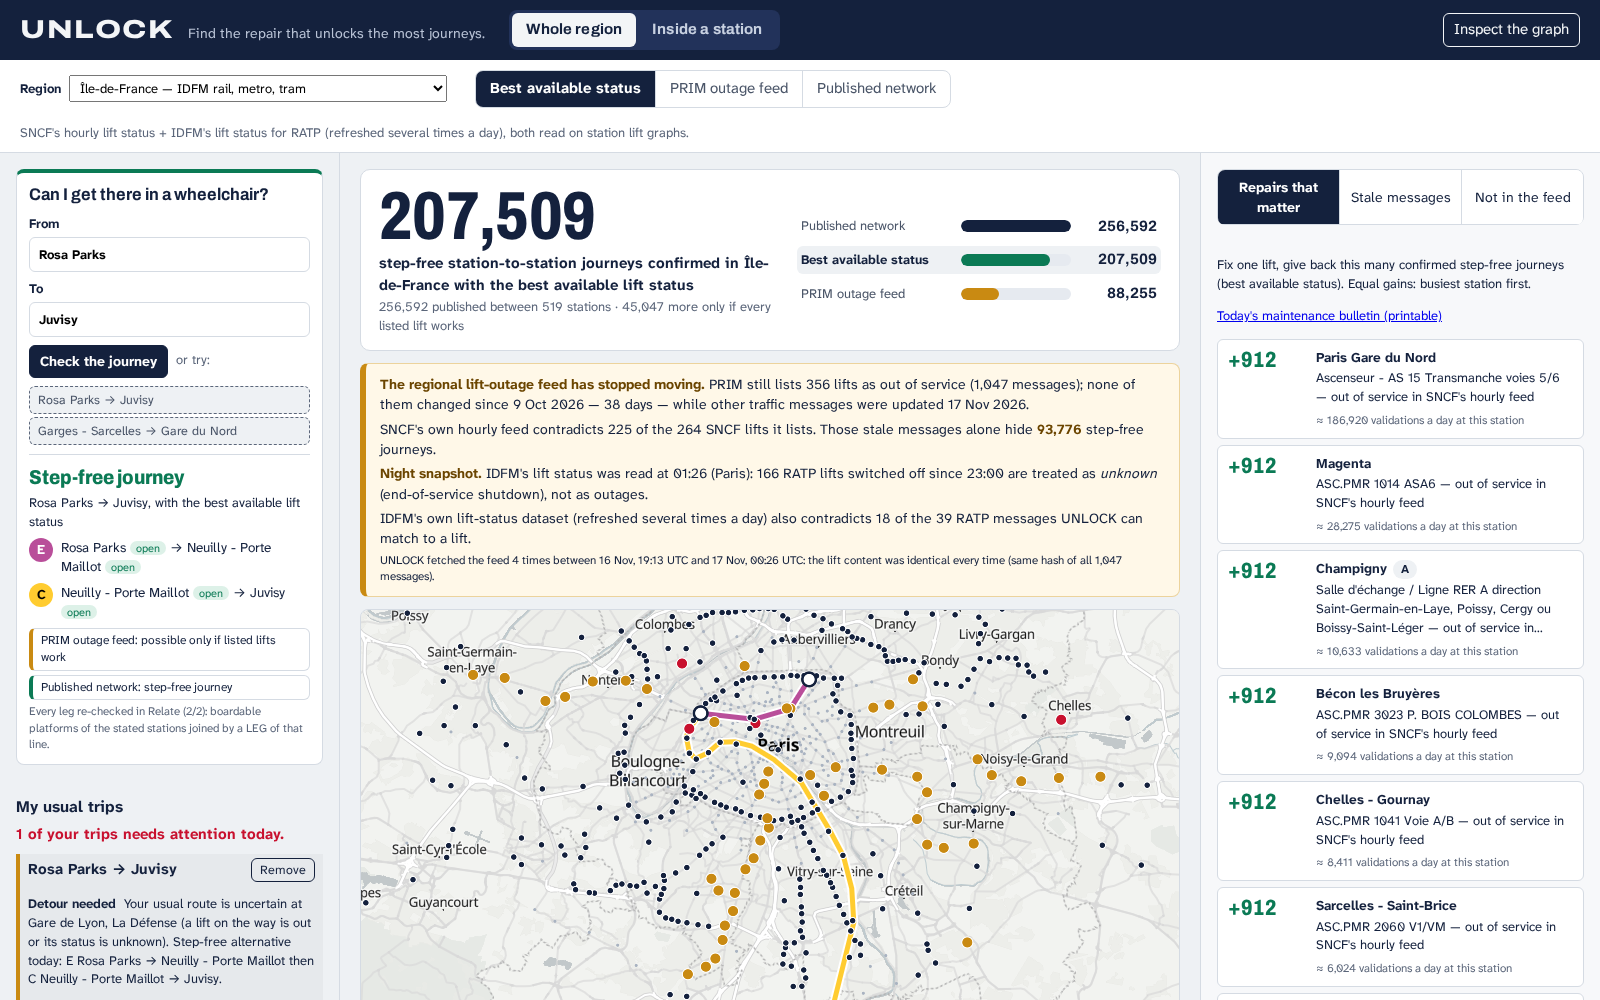 UNLOCK
Find the repair that unlocks the most journeys.
Whole region
Inside a station
Inspect the graph
Region
Île-de-France — IDFM rail, metro, tram
Best available status
PRIM outage feed
Published network
SNCF's hourly lift status + IDFM's lift status for RATP (refreshed several times a day), both read on station lift graphs.
Can I get there in a wheelchair?
From
Rosa Parks
To
Juvisy
Check the journey
or try:
Rosa Parks → Juvisy
Garges - Sarcelles → Gare du Nord
Step-free journey
Rosa Parks → Juvisy, with the best available lift
status
E Rosa Parks open → Neuilly - Porte
Maillot open
C Neuilly - Porte Maillot open → Juvisy
open
PRIM outage feed: possible only if listed lifts
work
Published network: step-free journey
Every leg re-checked in Relate (2/2): boardable
platforms of the stated stations joined by a LEG of that
line.
My usual trips
1 of your trips needs attention today.
Rosa Parks → Juvisy
Remove
Detour needed Your usual route is uncertain at
Gare de Lyon, La Défense (a lift on the way is out
or its status is unknown). Step-free alternative
today: E Rosa Parks → Neuilly - Porte Maillot then
C Neuilly - Porte Maillot → Juvisy.
207,509
step-free station-to-station journeys confirmed in Île-
de-France with the best available lift status
256,592 published between 519 stations · 45,047 more only if every
listed lift works
Published network 256,592
Best available status 207,509
PRIM outage feed 88,255
The regional lift-outage feed has stopped moving. PRIM still lists 356 lifts as out of service (1,047 messages); none of
them changed since 9 Oct 2026 — 38 days — while other traffic messages were updated 17 Nov 2026.
SNCF's own hourly feed contradicts 225 of the 264 SNCF lifts it lists. Those stale messages alone hide 93,776 step-free
journeys.
Night snapshot. IDFM's lift status was read at 01:26 (Paris): 166 RATP lifts switched off since 23:00 are treated as unknown
(end-of-service shutdown), not as outages.
IDFM's own lift-status dataset (refreshed several times a day) also contradicts 18 of the 39 RATP messages UNLOCK can
match to a lift.
UNLOCK fetched the feed 4 times between 16 Nov, 19:13 UTC and 17 Nov, 00:26 UTC: the lift content was identical every time (same hash of all 1,047
messages).
Poissy
Colombes
Aubervilliers
Drancy
Livry-Gargan
Saint-Germain-
en-Laye
Nanterre
Bondy
Chelles
Paris
Montreuil
Boulogne-
Billancourt
Noisy-le-Grand
Champigny-
sur-Marne
Saint-Cyr-l'École
Vitry-sur-Seine
Créteil
pes
Guyancourt
Repairs that
matter
Stale messages
Not in the feed
Fix one lift, give back this many confirmed step-free journeys
(best available status). Equal gains: busiest station first.
Today's maintenance bulletin (printable)
+912
Paris Gare du Nord
Ascenseur - AS 15 Transmanche voies 5/6
— out of service in SNCF's hourly feed
≈ 186,920 validations a day at this station
+912
Magenta
ASC.PMR 1014 ASA6 — out of service in
SNCF's hourly feed
≈ 28,275 validations a day at this station
+912
Champigny A
Salle d'échange / Ligne RER A direction
Saint-Germain-en-Laye, Poissy, Cergy ou
Boissy-Saint-Léger — out of service in...
≈ 10,633 validations a day at this station
+912
Bécon les Bruyères
ASC.PMR 3023 P. BOIS COLOMBES — out
of service in SNCF's hourly feed
≈ 9,094 validations a day at this station
+912
Chelles - Gournay
ASC.PMR 1041 Voie A/B — out of service in
SNCF's hourly feed
≈ 8,411 validations a day at this station
+912
Sarcelles - Saint-Brice
ASC.PMR 2060 V1/VM — out of service in
SNCF's hourly feed
≈ 6,024 validations a day at this station